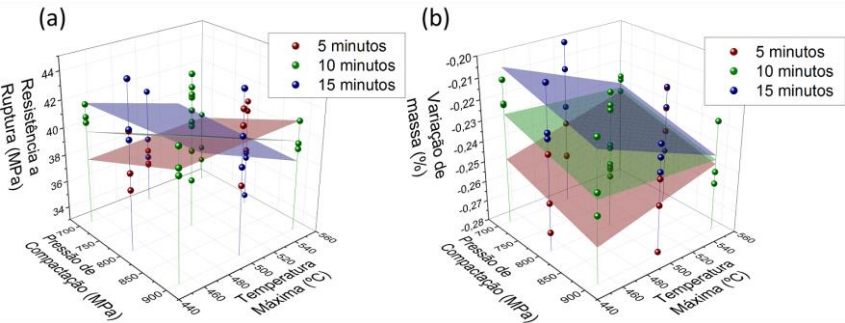 (a)
5 minutos
10 minutos
15 minutos
Resistência a
Ruptura (MPa)
44
42
40
38
36
34
700
750
800
850
900
Pressão de
Compactação (MPa)
440
460
480
500
520
540
560
Temperatura
Máxima (ºC)
(b)
5 minutos
10 minutos
15 minutos
Variação de
massa (%)
-0,20
-0,21
-0,22
-0,23
-0,24
-0,25
-0,26
-0,27
-0,28
700
750
800
850
900
Pressão de
Compactação (MPa)
440
460
480
500
520
540
560
Temperatura
Máxima (ºC)